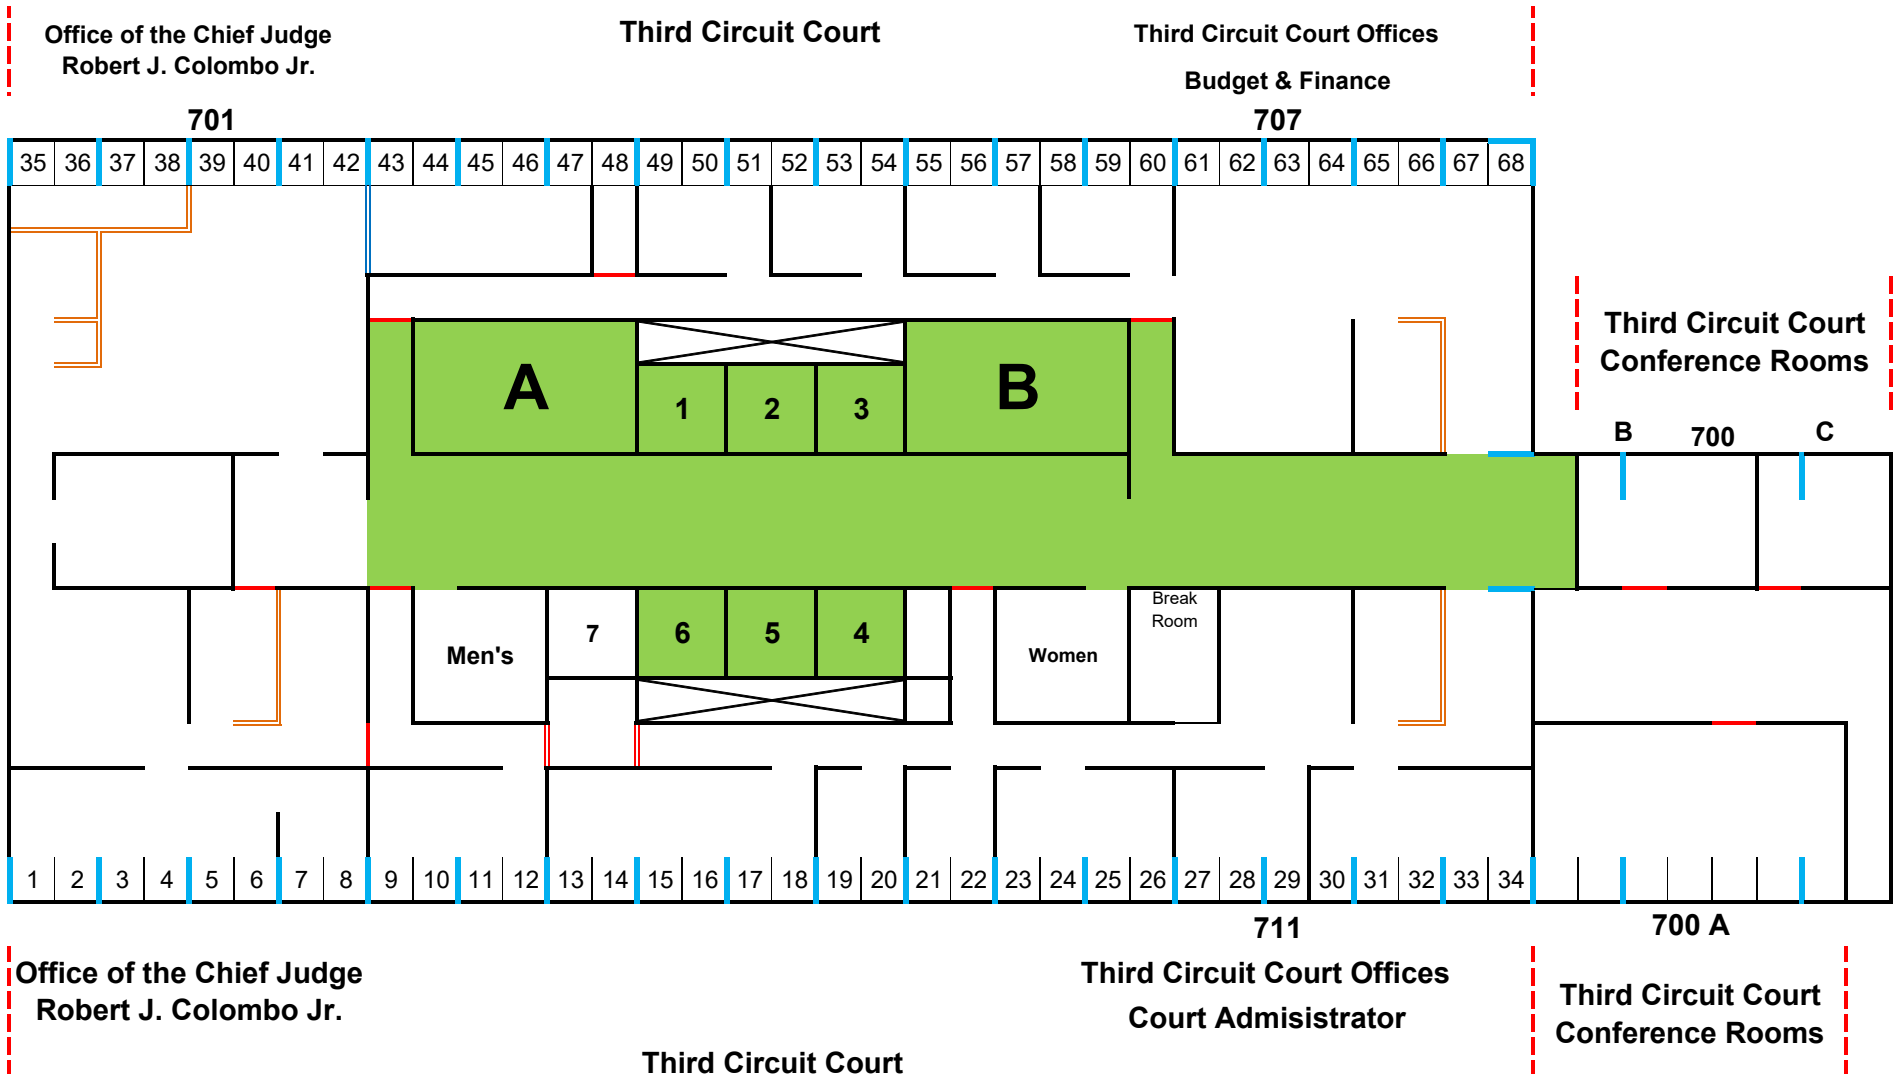 Office of the Chief Judge
Robert J. Colombo Jr.
Third Circuit Court
Third Circuit Court Offices
Budget & Finance
701
707
35 36 37 38 39 40 41 42 43 44 45 46 47 48 49 50 51 52 53 54 55 56 57 58 59 60 61 62 63 64 65 66 67 68
Third Circuit Court
Conference Rooms
A
B
1 2 3
B 700 C
Break
Room
7 6 5 4
Men's
Women
1 2 3 4 5 6 7 8 9 10 11 12 13 14 15 16 17 18 19 20 21 22 23 24 25 26 27 28 29 30 31 32 33 34
711
700 A
Office of the Chief Judge
Robert J. Colombo Jr.
Third Circuit Court Offices
Court Admisistrator
Third Circuit Court
Conference Rooms
Third Circuit Court